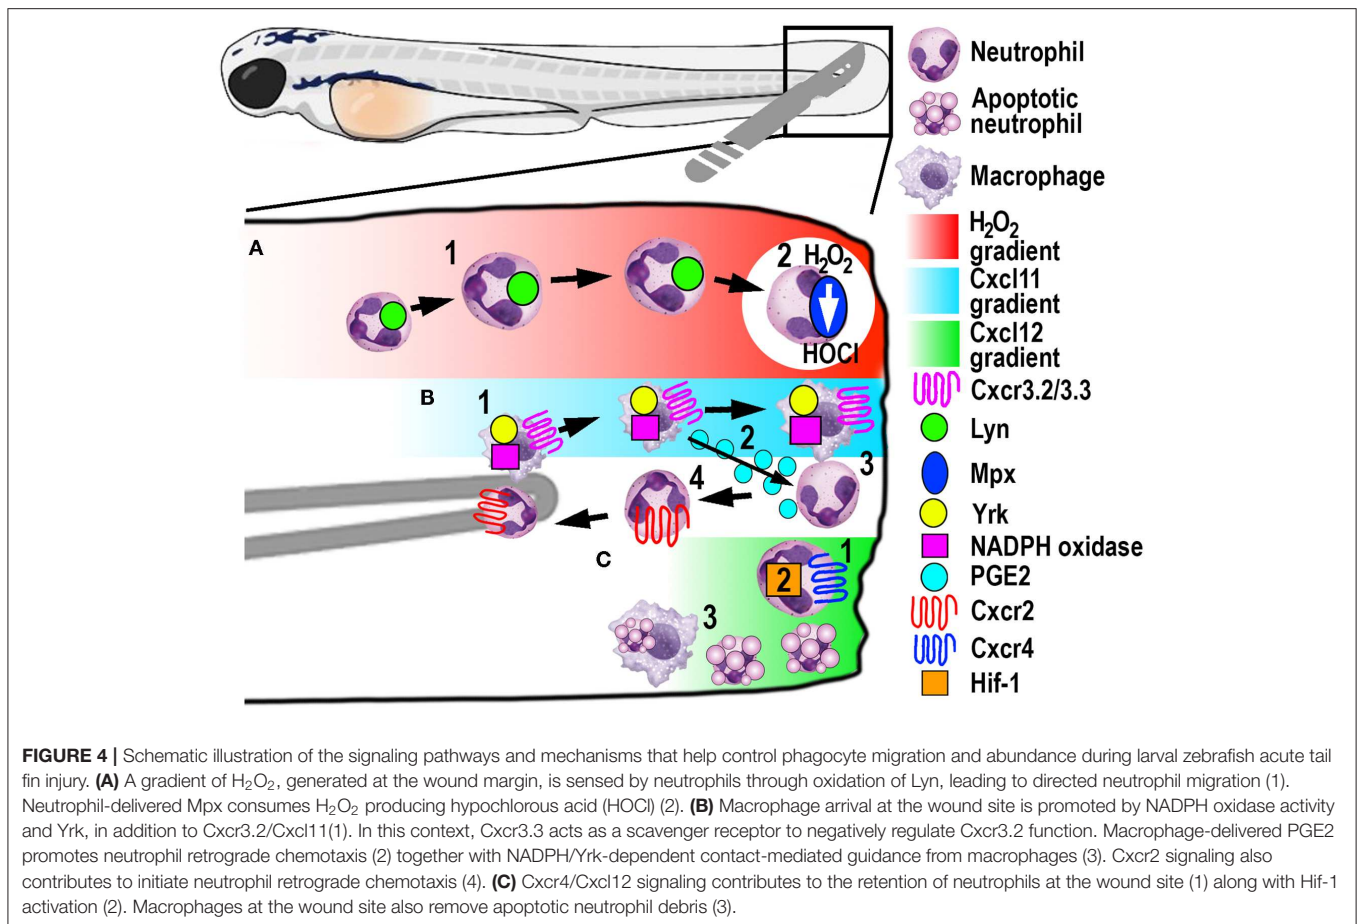 Neutrophil
Apoptotic
neutrophil
Macrophage
H₂O₂
gradient
Cxcl11
gradient
Cxcl12
gradient
Cxcr3.2/3.3
Lyn
Mpx
Yrk
NADPH oxidase
PGE2
Cxcr2
Cxcr4
Hif-1
A
1
2 H₂O₂
HOCl
B
1
2
3
4
C
1
2
3
FIGURE 4 | Schematic illustration of the signaling pathways and mechanisms that help control phagocyte migration and abundance during larval zebrafish acute tail
fin injury. (A) A gradient of H₂O₂, generated at the wound margin, is sensed by neutrophils through oxidation of Lyn, leading to directed neutrophil migration (1).
Neutrophil-delivered Mpx consumes H₂O₂ producing hypochlorous acid (HOCl) (2). (B) Macrophage arrival at the wound site is promoted by NADPH oxidase activity
and Yrk, in addition to Cxcr3.2/Cxcl11(1). In this context, Cxcr3.3 acts as a scavenger receptor to negatively regulate Cxcr3.2 function. Macrophage-delivered PGE2
promotes neutrophil retrograde chemotaxis (2) together with NADPH/Yrk-dependent contact-mediated guidance from macrophages (3). Cxcr2 signaling also
contributes to initiate neutrophil retrograde chemotaxis (4). (C) Cxcr4/Cxcl12 signaling contributes to the retention of neutrophils at the wound site (1) along with Hif-1
activation (2). Macrophages at the wound site also remove apoptotic neutrophil debris (3).